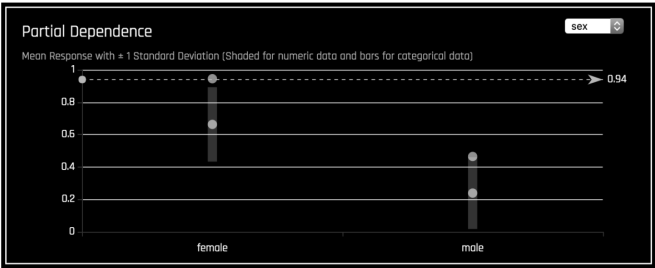 Partial Dependence
sex
Mean Response with ± 1 Standard Deviation (Shaded for numeric data and bars for categorical data)
1
0.94
0.8
0.6
0.4
0.2
0
female
male